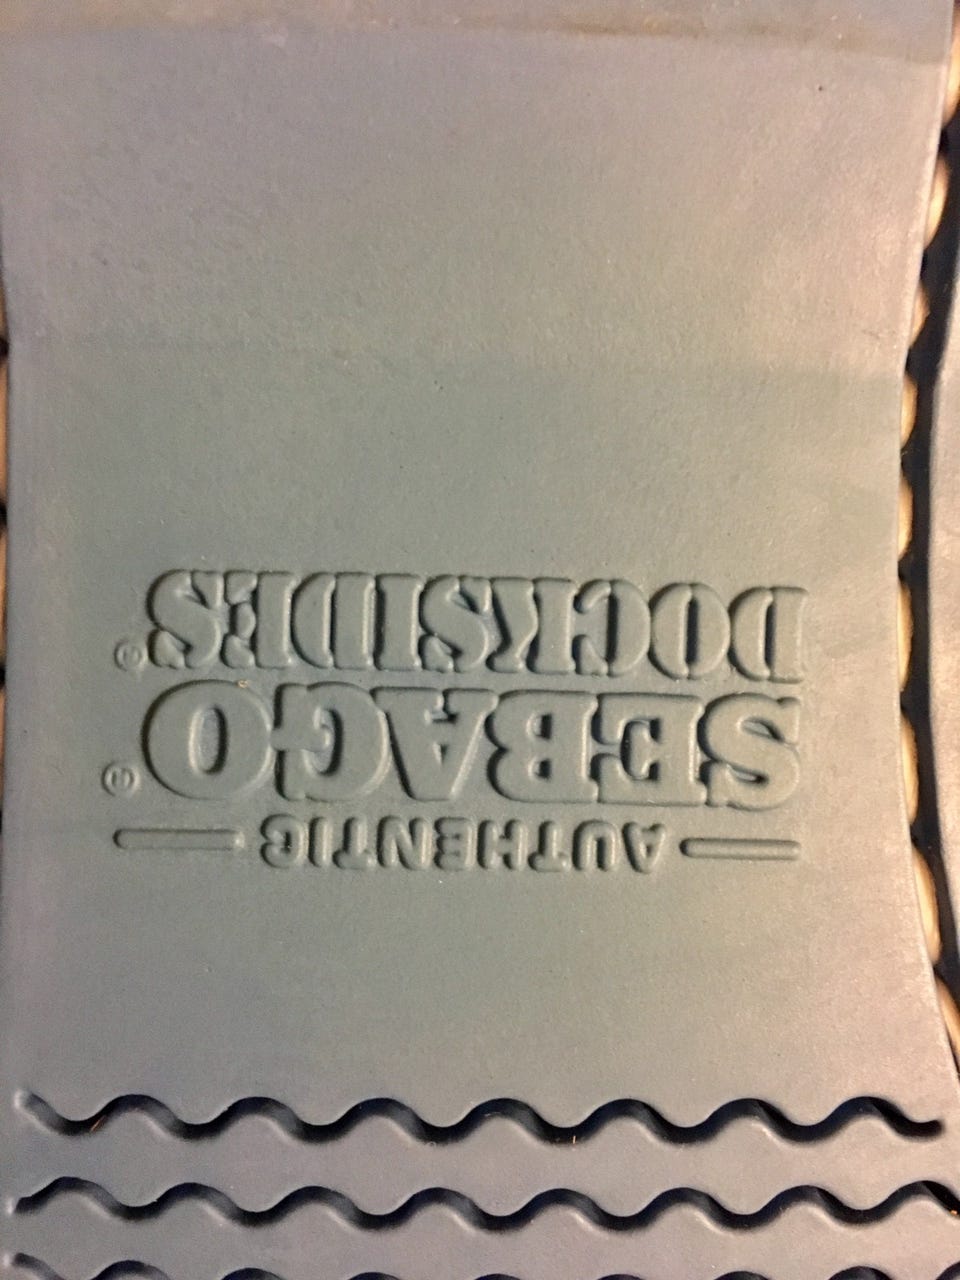 — AUTHENTIC —
SEBAGO®
DOCKSIDES®